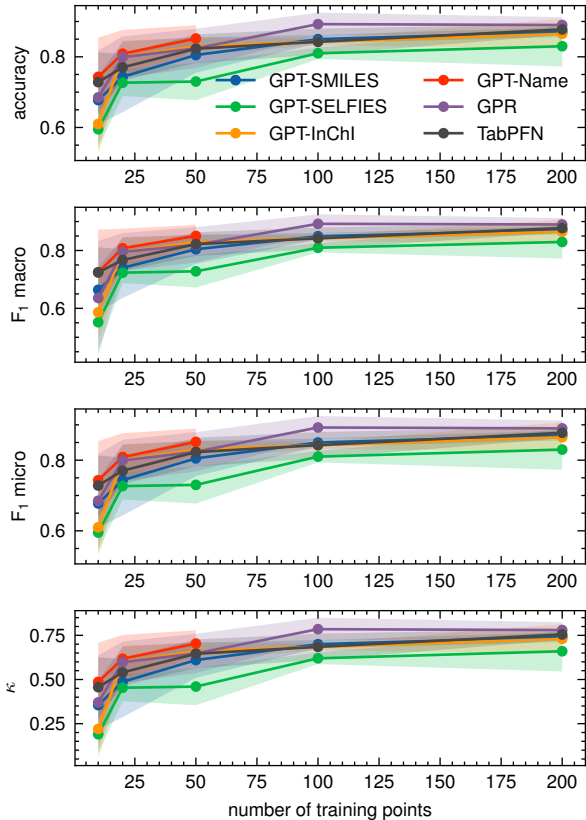 accuracy
0.8
0.6
GPT-SMILES GPT-Name
GPT-SELFIES GPR
GPT-InChI TabPFN
25 50 75 100 125 150 175 200
F₁ macro
0.8
0.6
25 50 75 100 125 150 175 200
F₁ micro
0.8
0.6
25 50 75 100 125 150 175 200
κ
0.75
0.50
0.25
25 50 75 100 125 150 175 200
number of training points